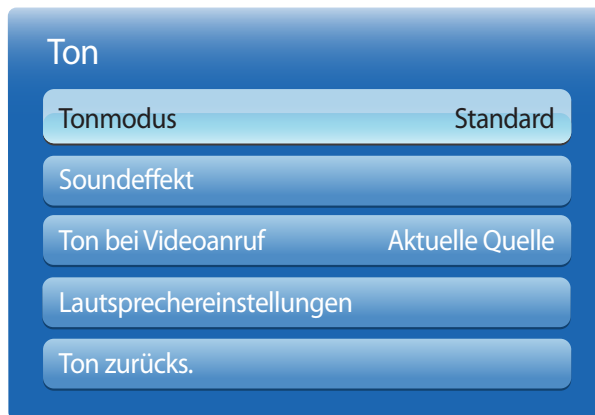 Ton
Tonmodus Standard
Soundeffekt
Ton bei Videoanruf Aktuelle Quelle
Lautsprechereinstellungen
Ton zurücks.